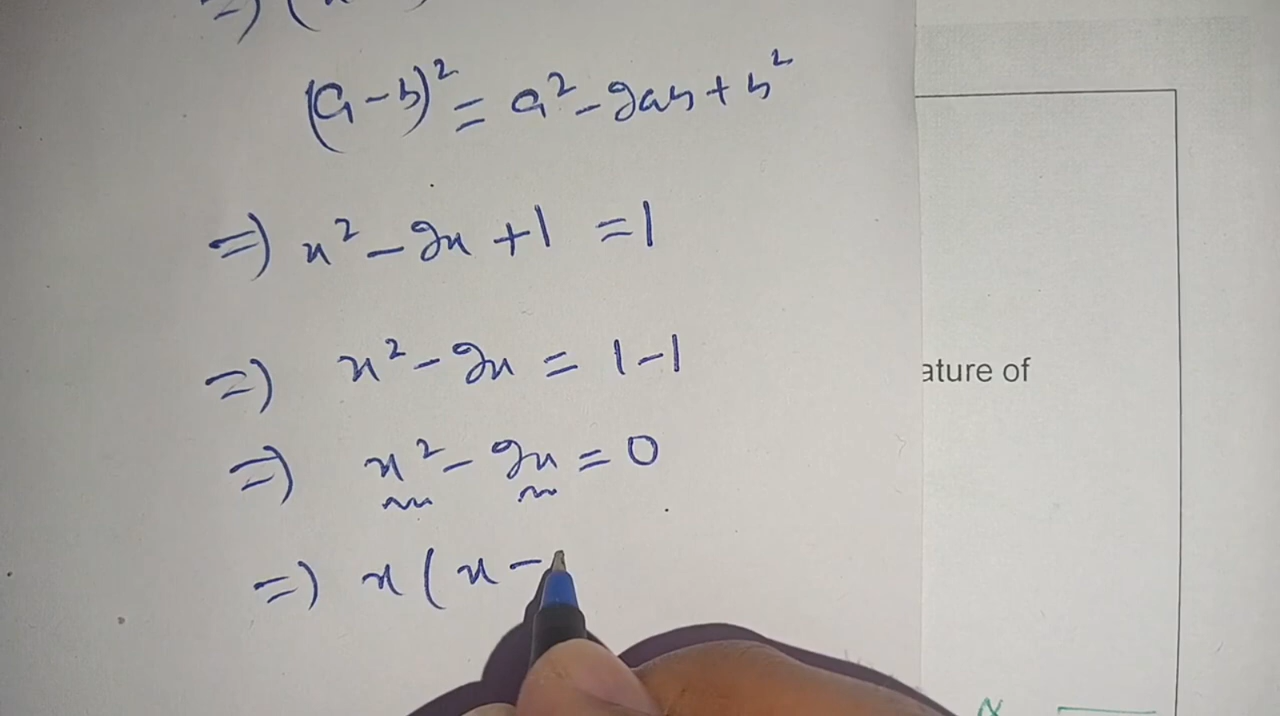 (a-b)² = a² - 2ab + b²
=) x² - 2x + 1 = 1
=) x² - 2x = 1 - 1
ature of
=) x² - 2x = 0
=) x ( x -